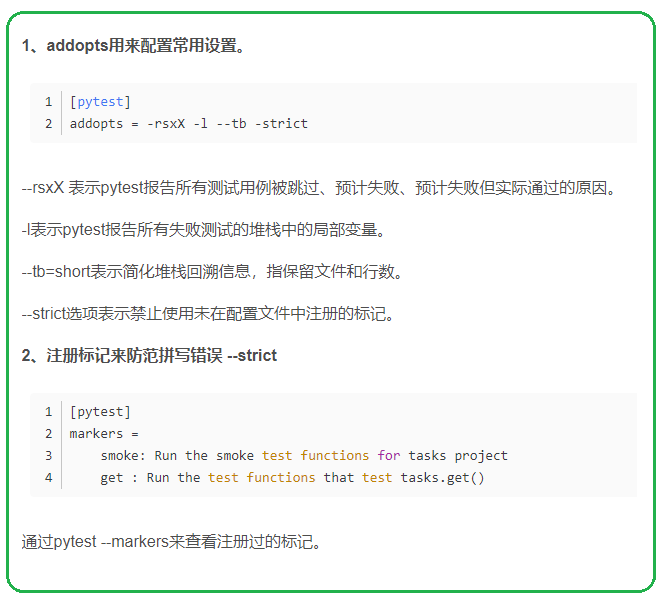 1、addopts用来配置常用设置。
1 [pytest]
2 addopts = -rsxX -l --tb -strict
--rsxX 表示pytest报告所有测试用例被跳过、预计失败、预计失败但实际通过的原因。
-l表示pytest报告所有失败测试的堆栈中的局部变量。
--tb=short表示简化堆栈回溯信息，指保留文件和行数。
--strict选项表示禁止使用未在配置文件中注册的标记。
2、注册标记来防范拼写错误 --strict
1 [pytest]
2 markers =
3     smoke: Run the smoke test functions for tasks project
4     get : Run the test functions that test tasks.get()
通过pytest --markers来查看注册过的标记。